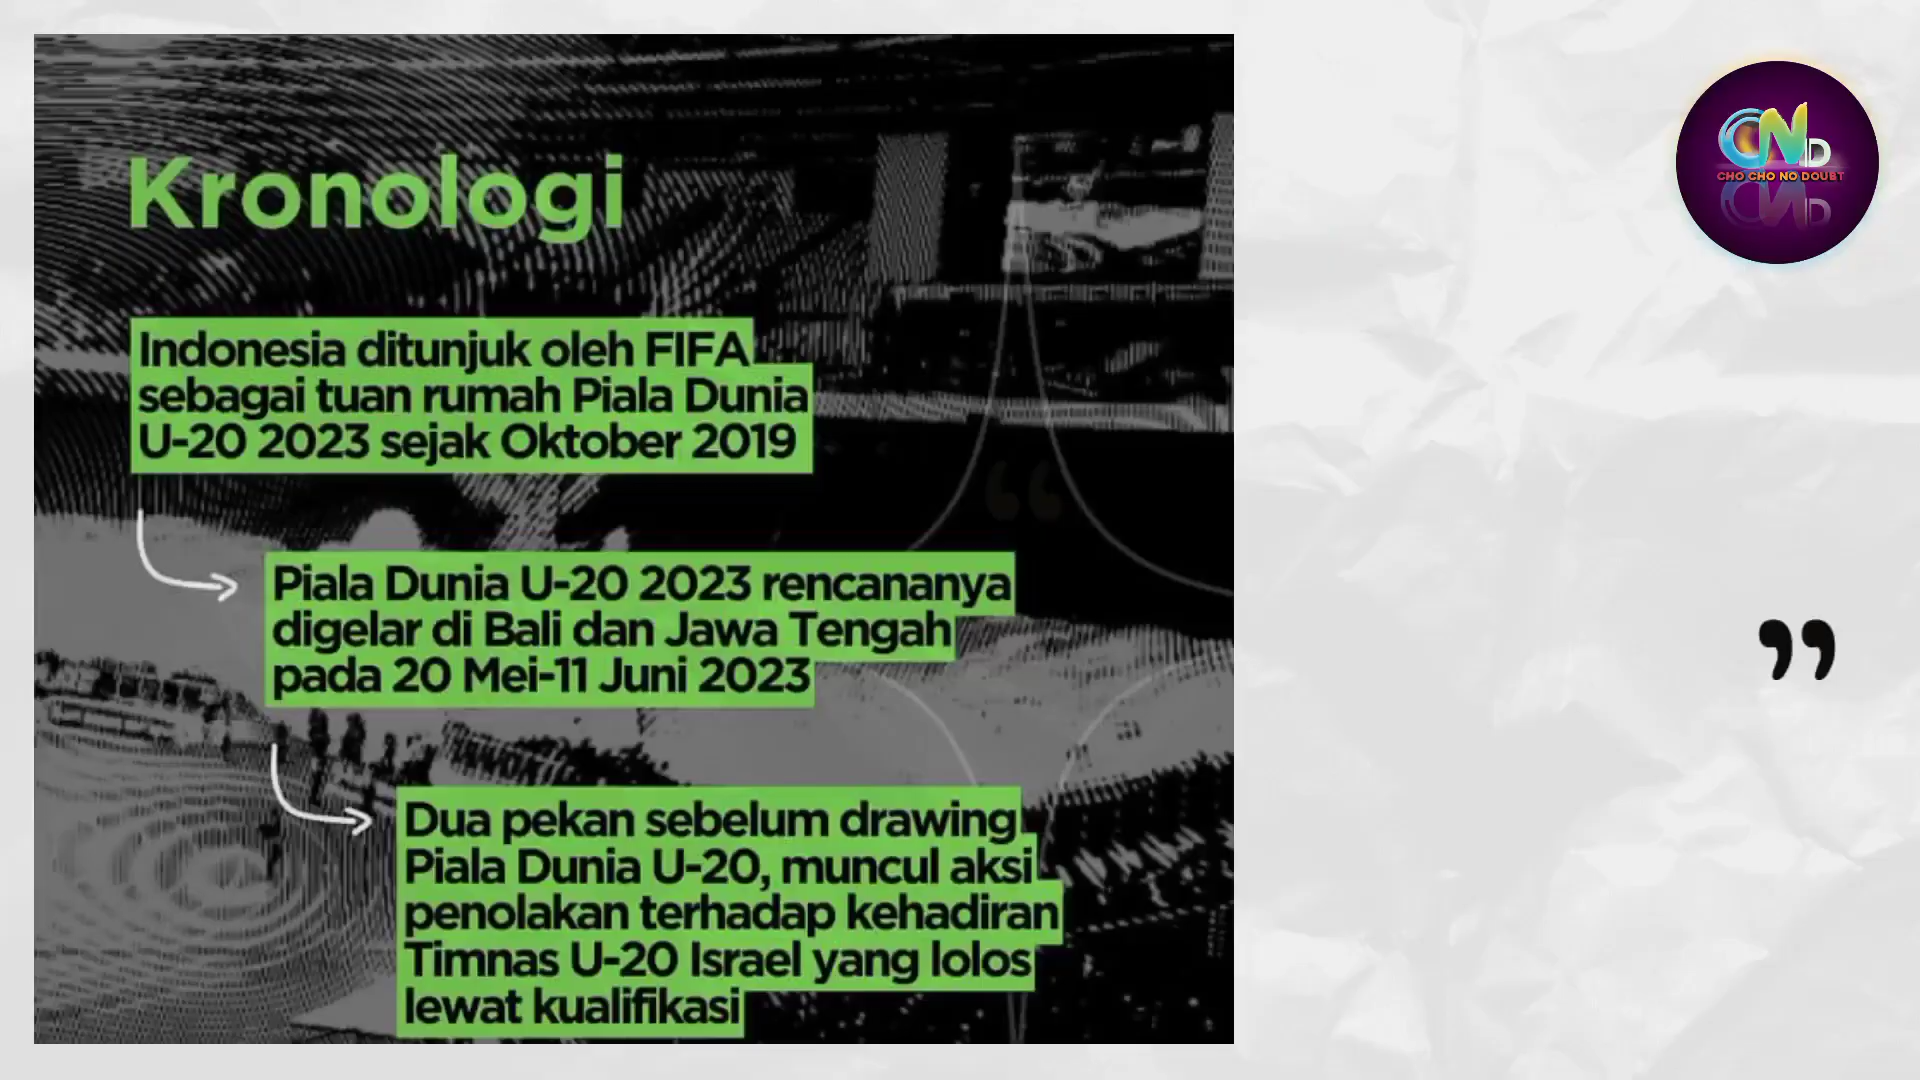 Kronologi
Indonesia ditunjuk oleh FIFA
sebagai tuan rumah Piala Dunia
U-20 2023 sejak Oktober 2019
Piala Dunia U-20 2023 rencananya
digelar di Bali dan Jawa Tengah
pada 20 Mei-11 Juni 2023
Dua pekan sebelum drawing
Piala Dunia U-20, muncul aksi
penolakan terhadap kehadiran
Timnas U-20 Israel yang lolos
lewat kualifikasi
CND
CHO CHO NO DOUBT
”